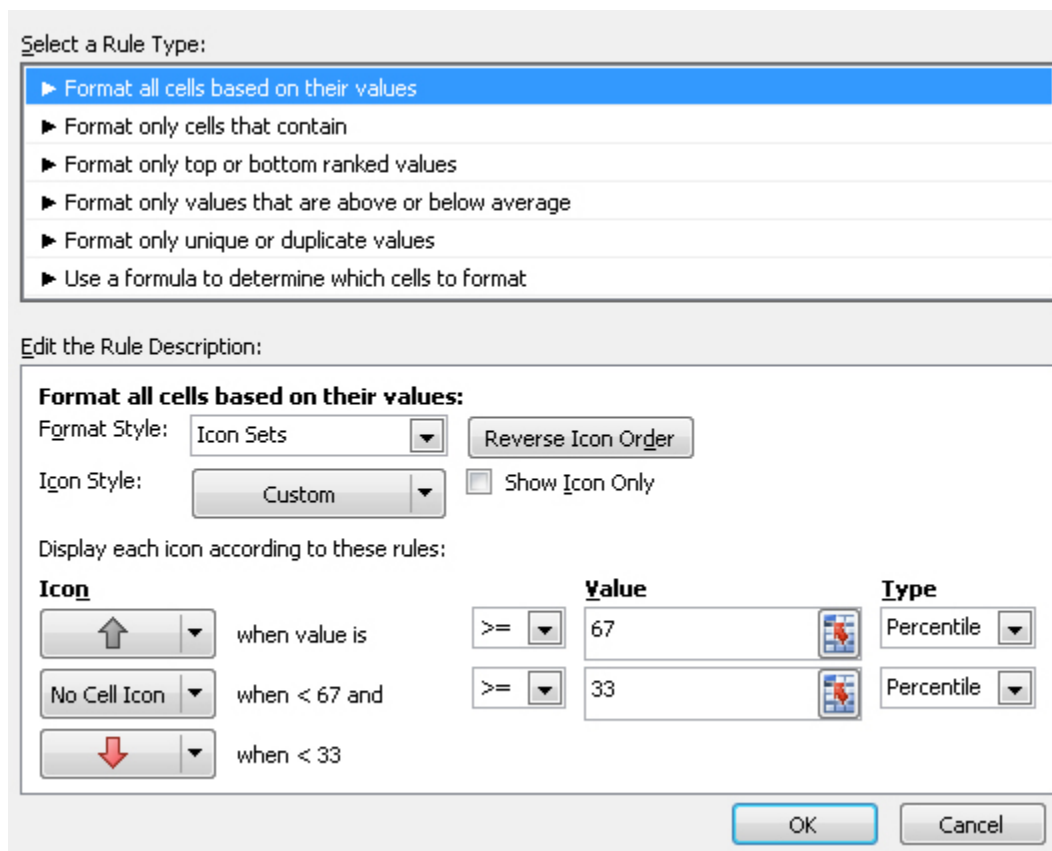 Select a Rule Type:
► Format all cells based on their values
► Format only cells that contain
► Format only top or bottom ranked values
► Format only values that are above or below average
► Format only unique or duplicate values
► Use a formula to determine which cells to format
Edit the Rule Description:
Format all cells based on their values:
Format Style: Icon Sets Reverse Icon Order
Icon Style: Custom Show Icon Only
Display each icon according to these rules:
Icon Value Type
when value is >= 67 Percentile
No Cell Icon when < 67 and >= 33 Percentile
when < 33
OK Cancel